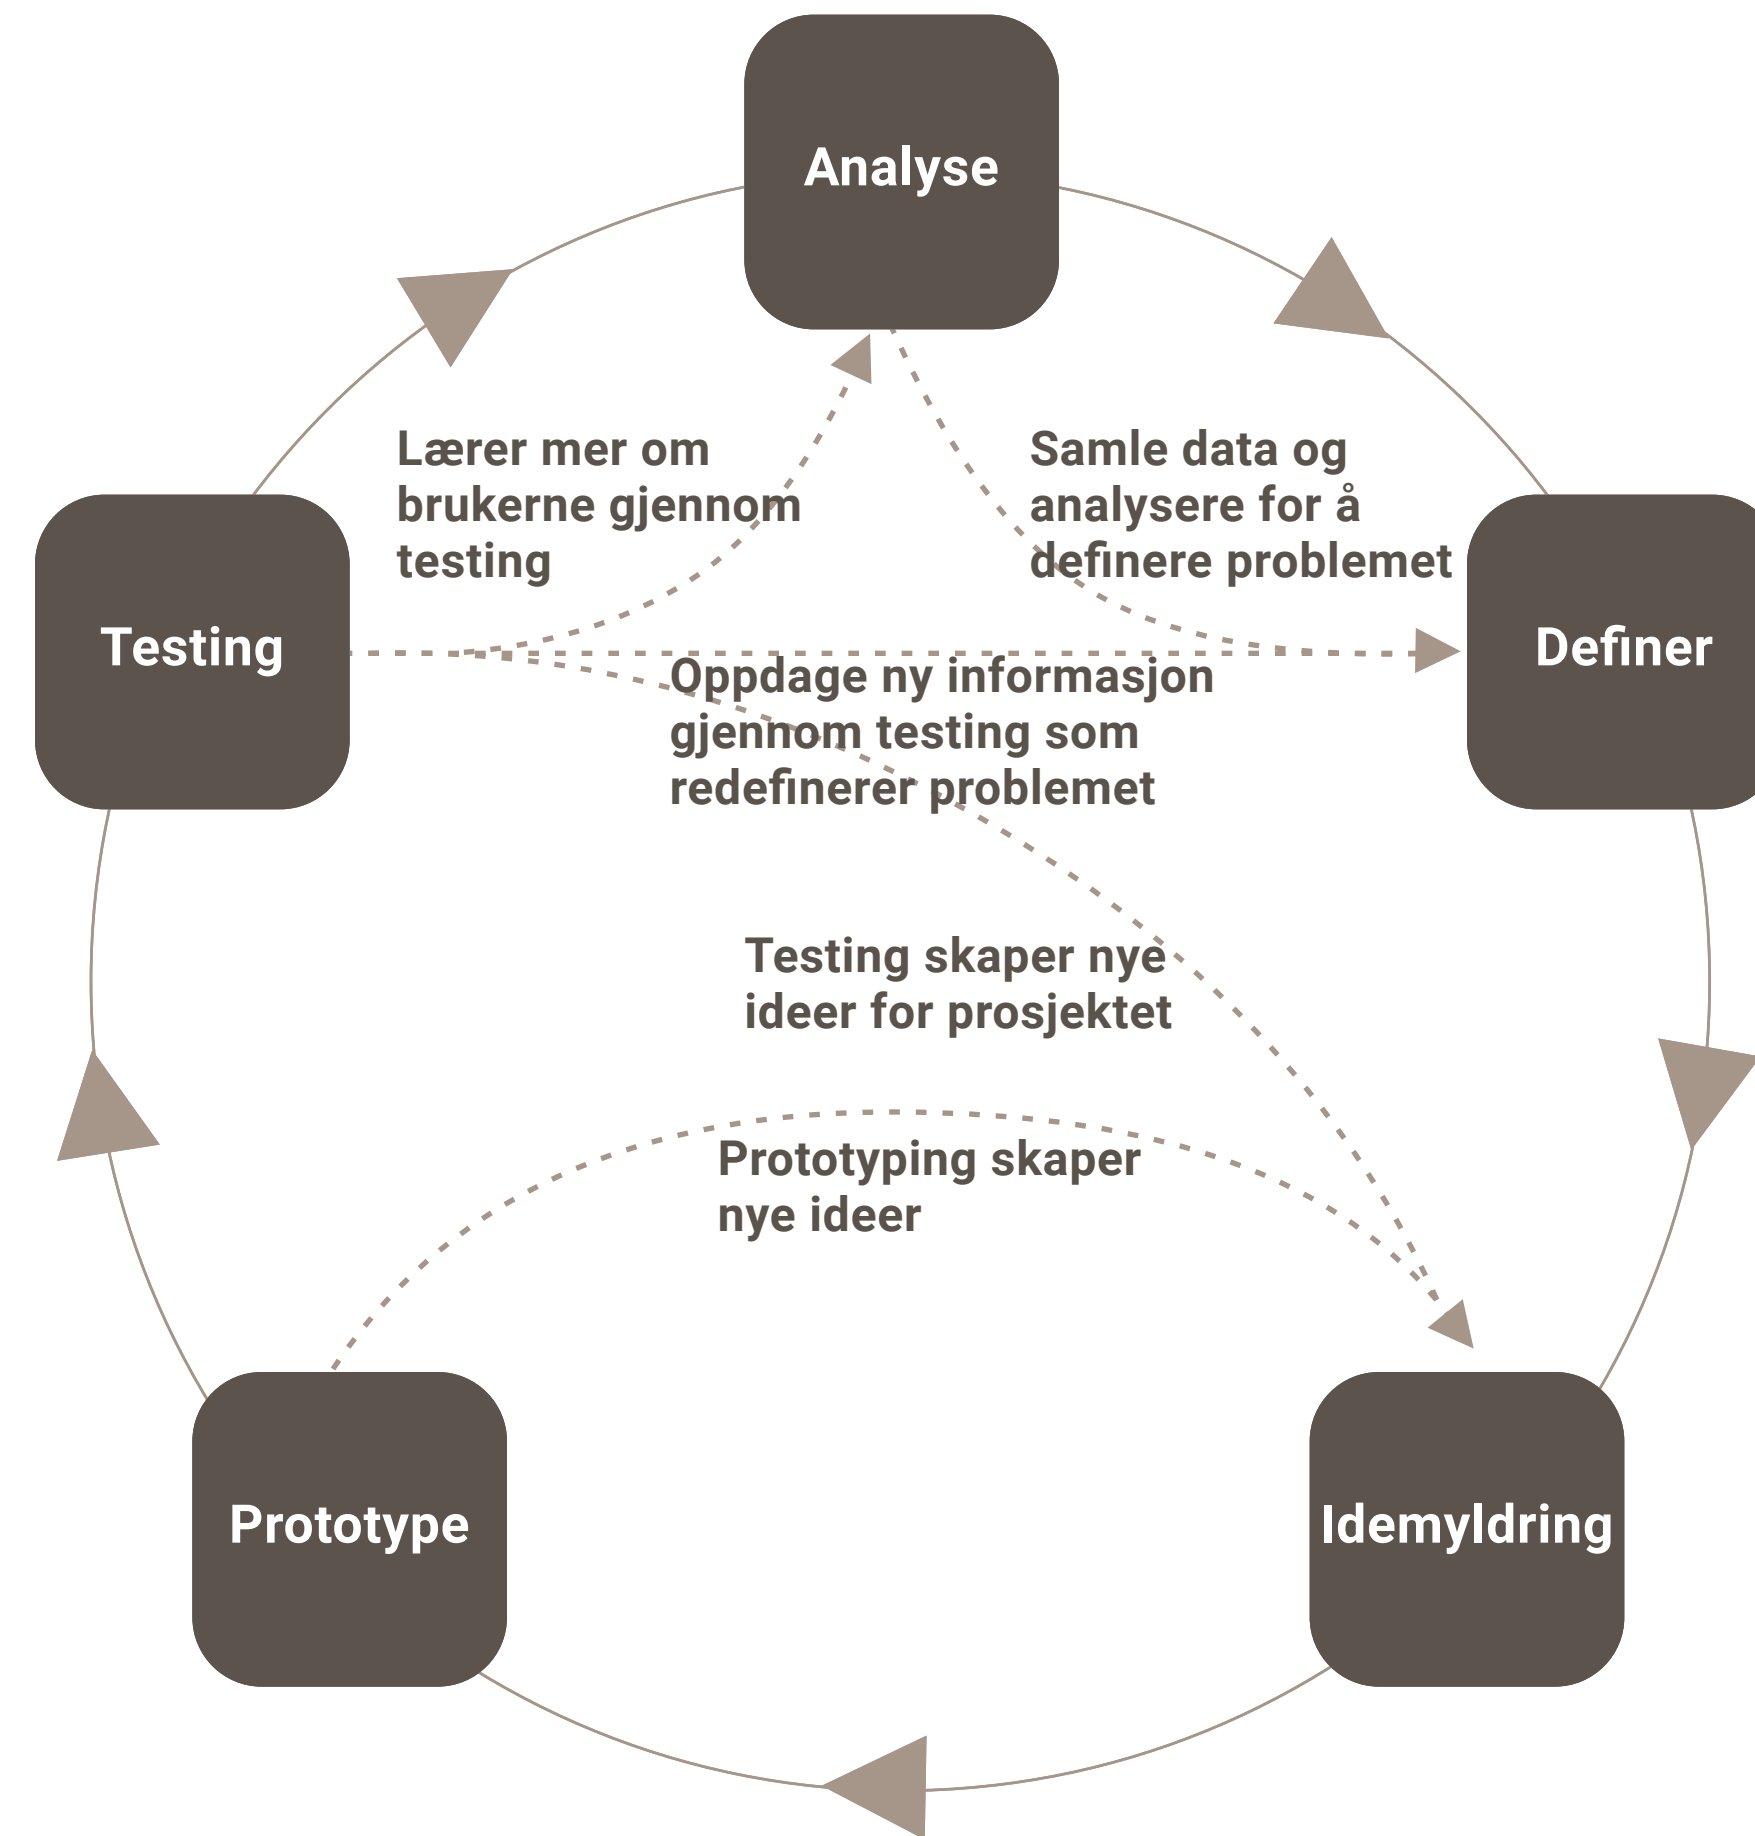 Analyse
Lærer mer om
brukerne gjennom
testing
Samle data og
analysere for å
definere problemet
Testing
Definer
Oppdage ny informasjon
gjennom testing som
redefinerer problemet
Testing skaper nye
ideer for prosjektet
Prototyping skaper
nye ideer
Prototype
Idemyldring